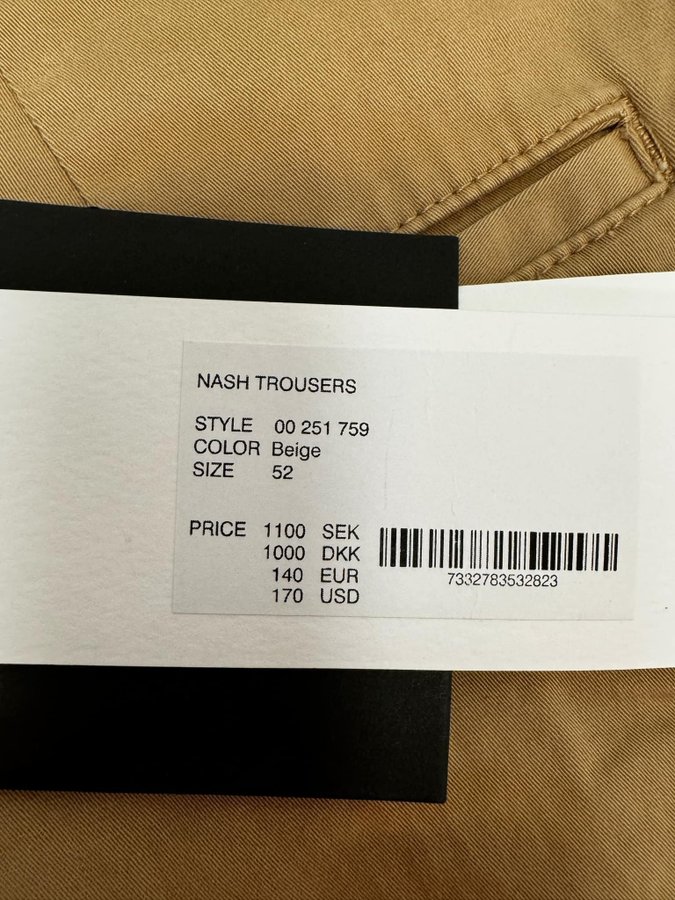 NASH TROUSERS
STYLE 00 251 759
COLOR Beige
SIZE 52
PRICE 1100 SEK
1000 DKK
140 EUR
170 USD
7332783532823